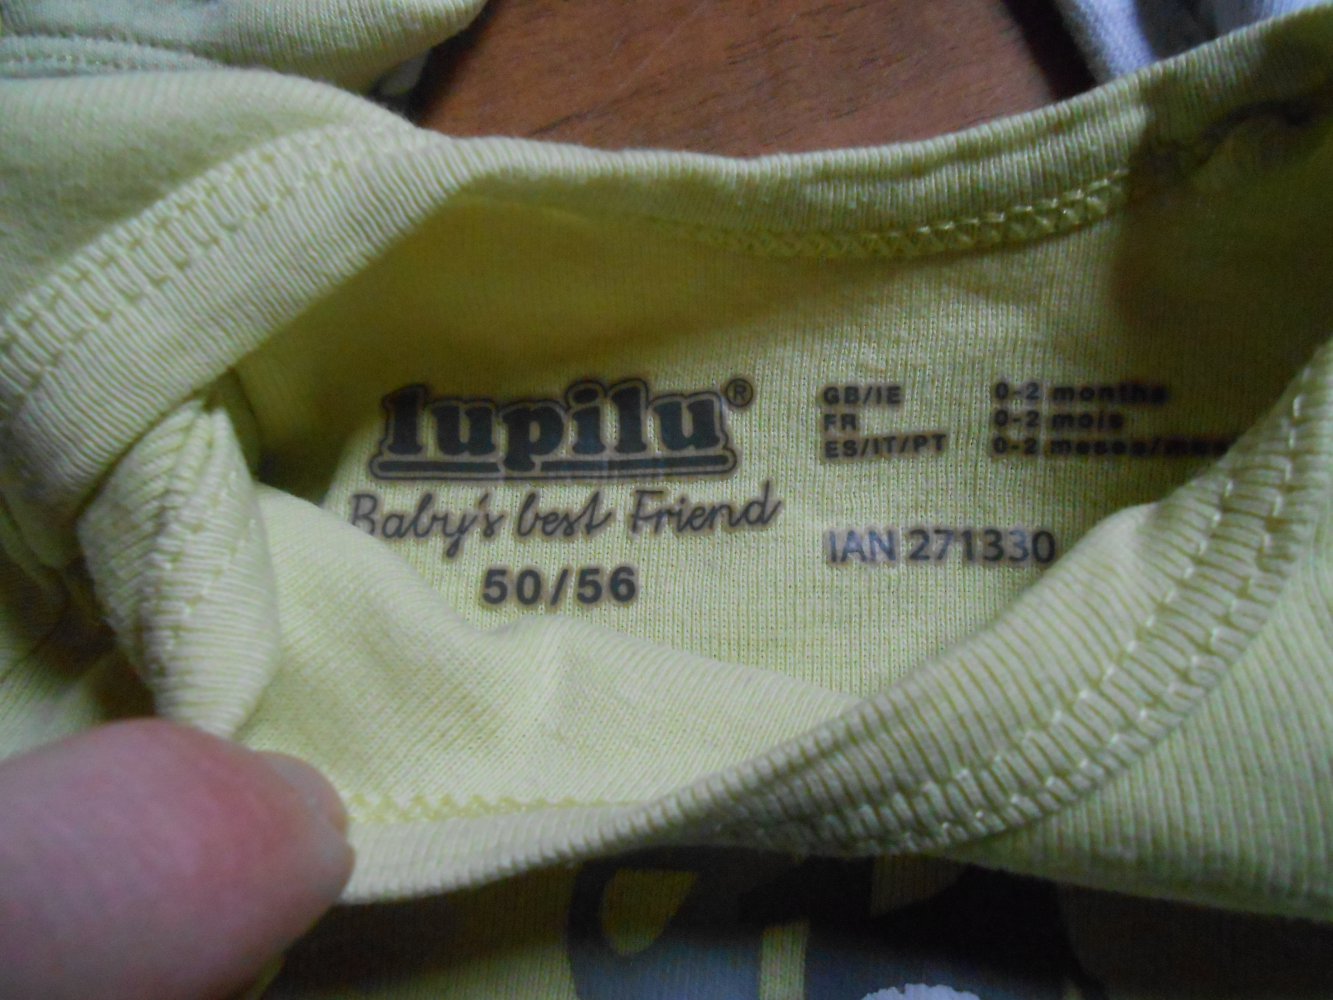 lupilu®
Baby's best Friend
50/56
GB/IE 0-2 months
FR 0-2 mois
ES/IT/PT 0-2 meses/
IAN 271330